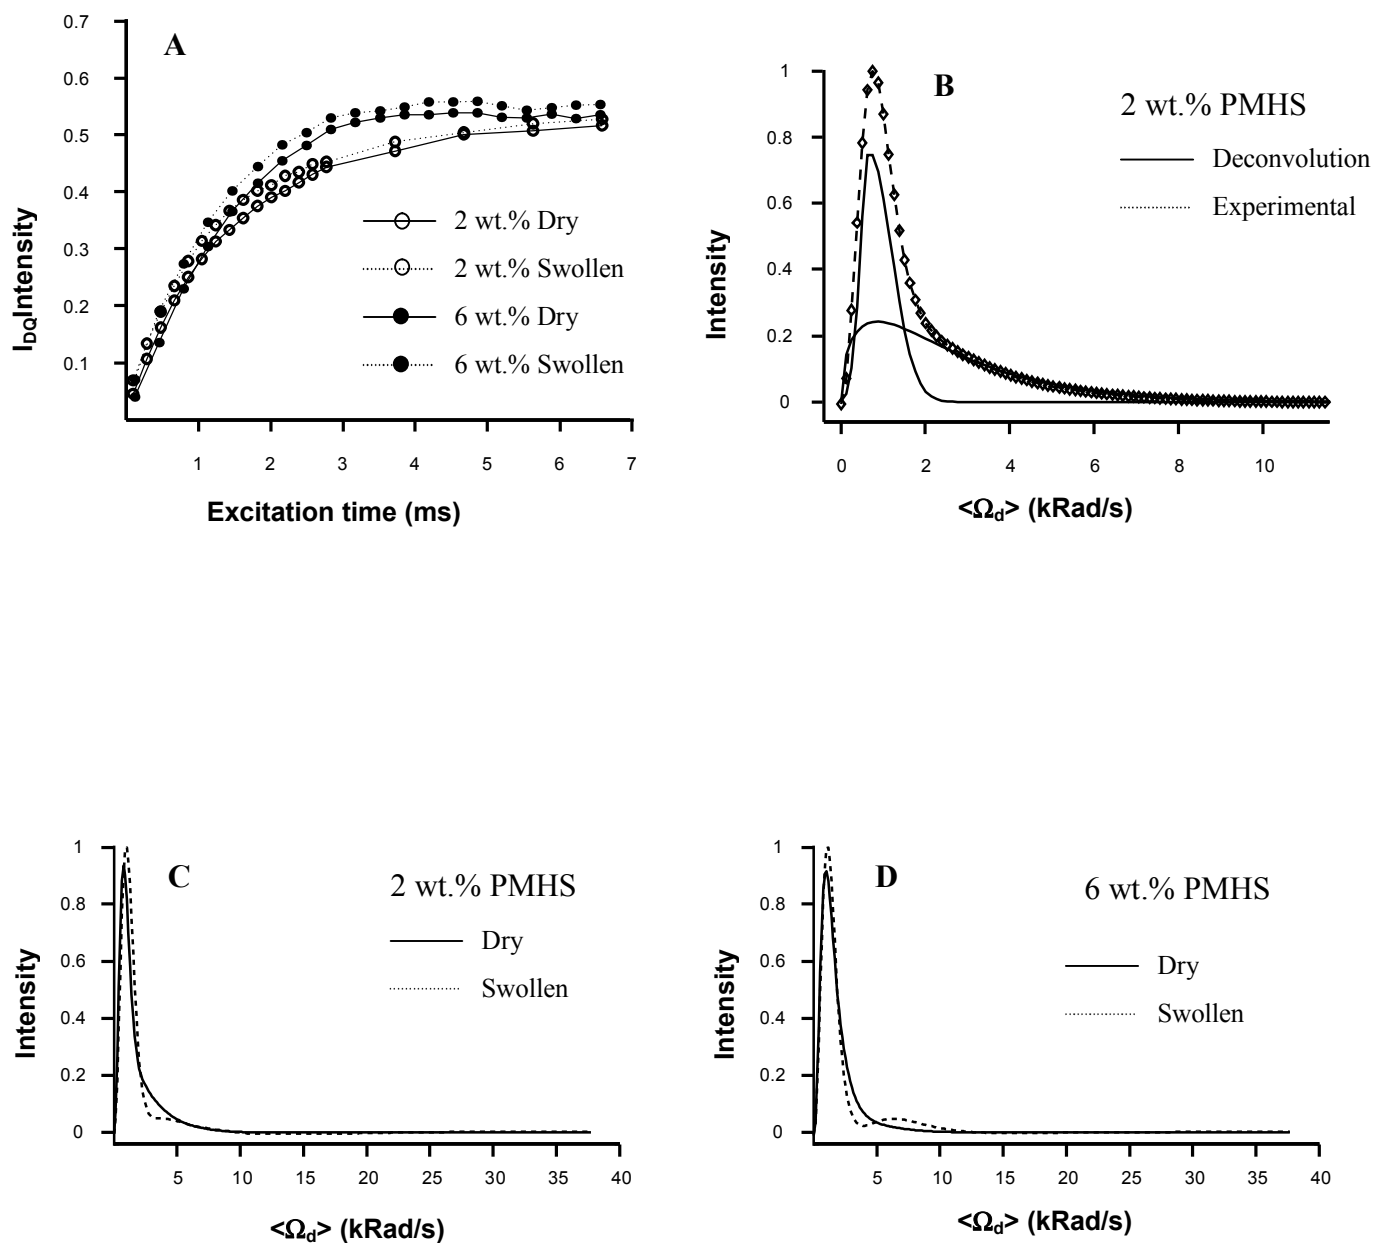 A
0.7
0.6
0.5
0.4
0.3
0.2
0.1
I_DQ Intensity
2 wt.% Dry
2 wt.% Swollen
6 wt.% Dry
6 wt.% Swollen
1 2 3 4 5 6 7
Excitation time (ms)
B
1
0.8
0.6
0.4
0.2
0
Intensity
2 wt.% PMHS
Deconvolution
Experimental
0 2 4 6 8 10
<Ω_d> (kRad/s)
C
1
0.8
0.6
0.4
0.2
0
Intensity
2 wt.% PMHS
Dry
Swollen
5 10 15 20 25 30 35 40
<Ω_d> (kRad/s)
D
1
0.8
0.6
0.4
0.2
0
Intensity
6 wt.% PMHS
Dry
Swollen
5 10 15 20 25 30 35 40
<Ω_d> (kRad/s)